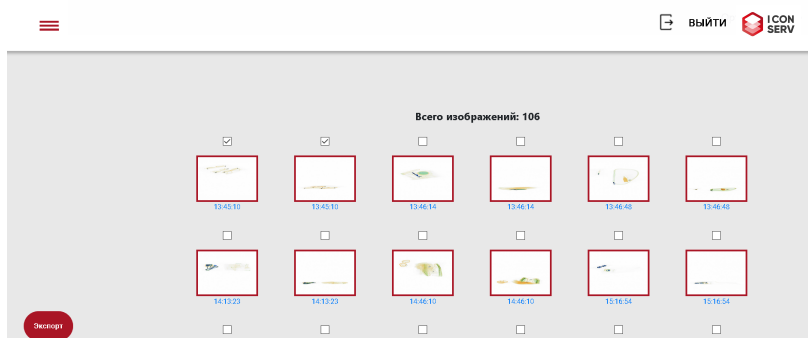 ВЫЙТИ
ICON
SERV
Всего изображений: 106
13:45:10 13:45:10 13:46:14 13:46:14 13:46:48 13:46:48
14:13:23 14:13:23 14:46:10 14:46:10 15:16:54 15:16:54
Экспорт